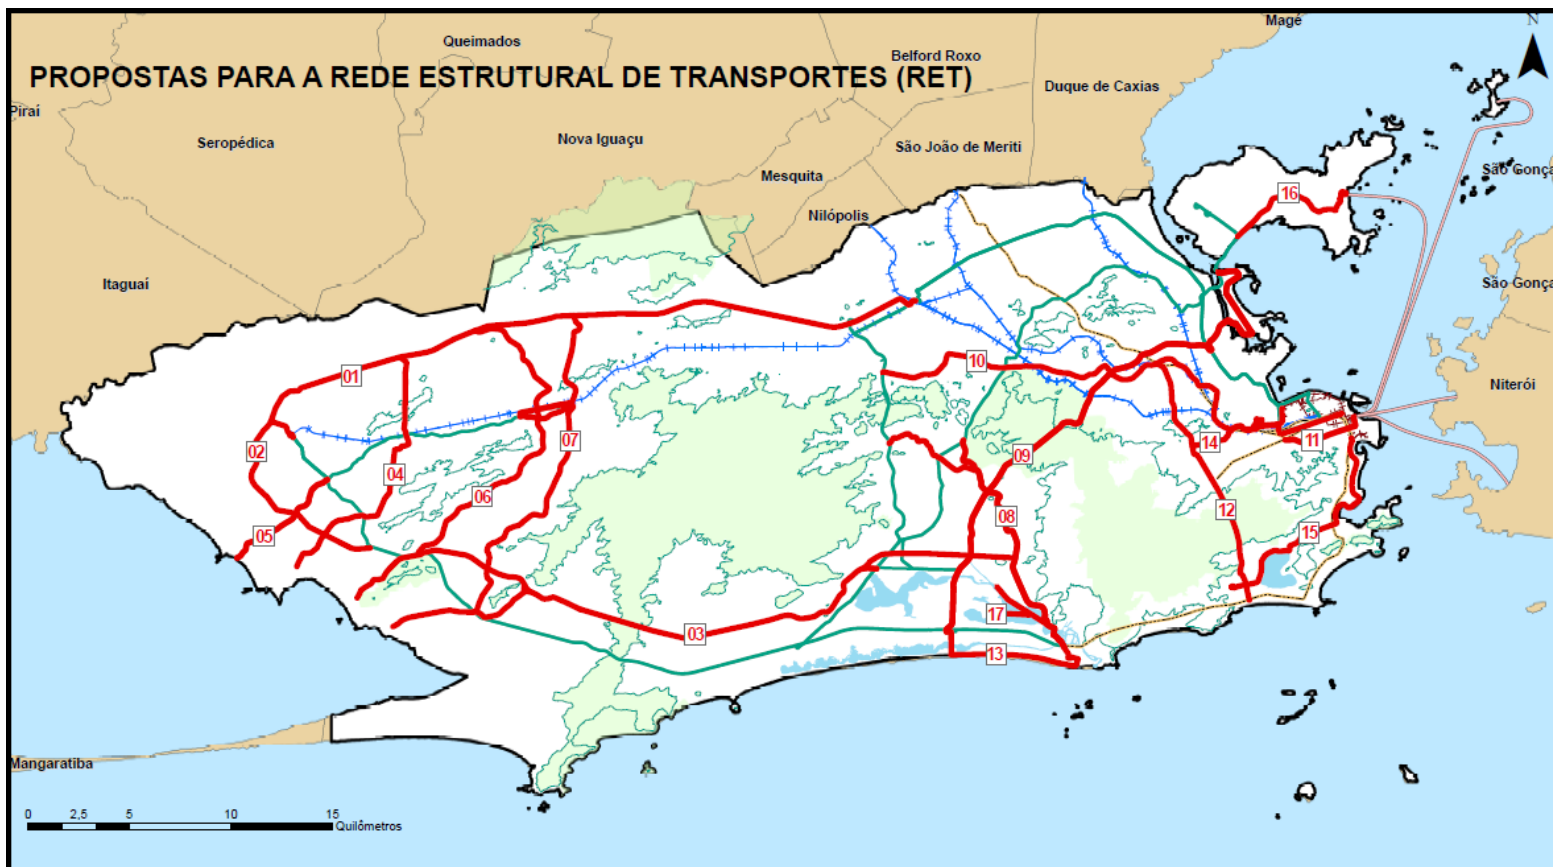 Magé
N
Queimados
Belford Roxo
PROPOSTAS PARA A REDE ESTRUTURAL DE TRANSPORTES (RET)
Duque de Caxias
Piraí
Seropédica
Nova Iguaçu
São João de Meriti
Mesquita
São Gonça
16
Nilópolis
Itaguaí
São Gonça
10
01
Niterói
07
14
11
02
09
04
06
08
12
05
15
17
03
13
Mangaratiba
0 2,5 5 10 15
Quilômetros